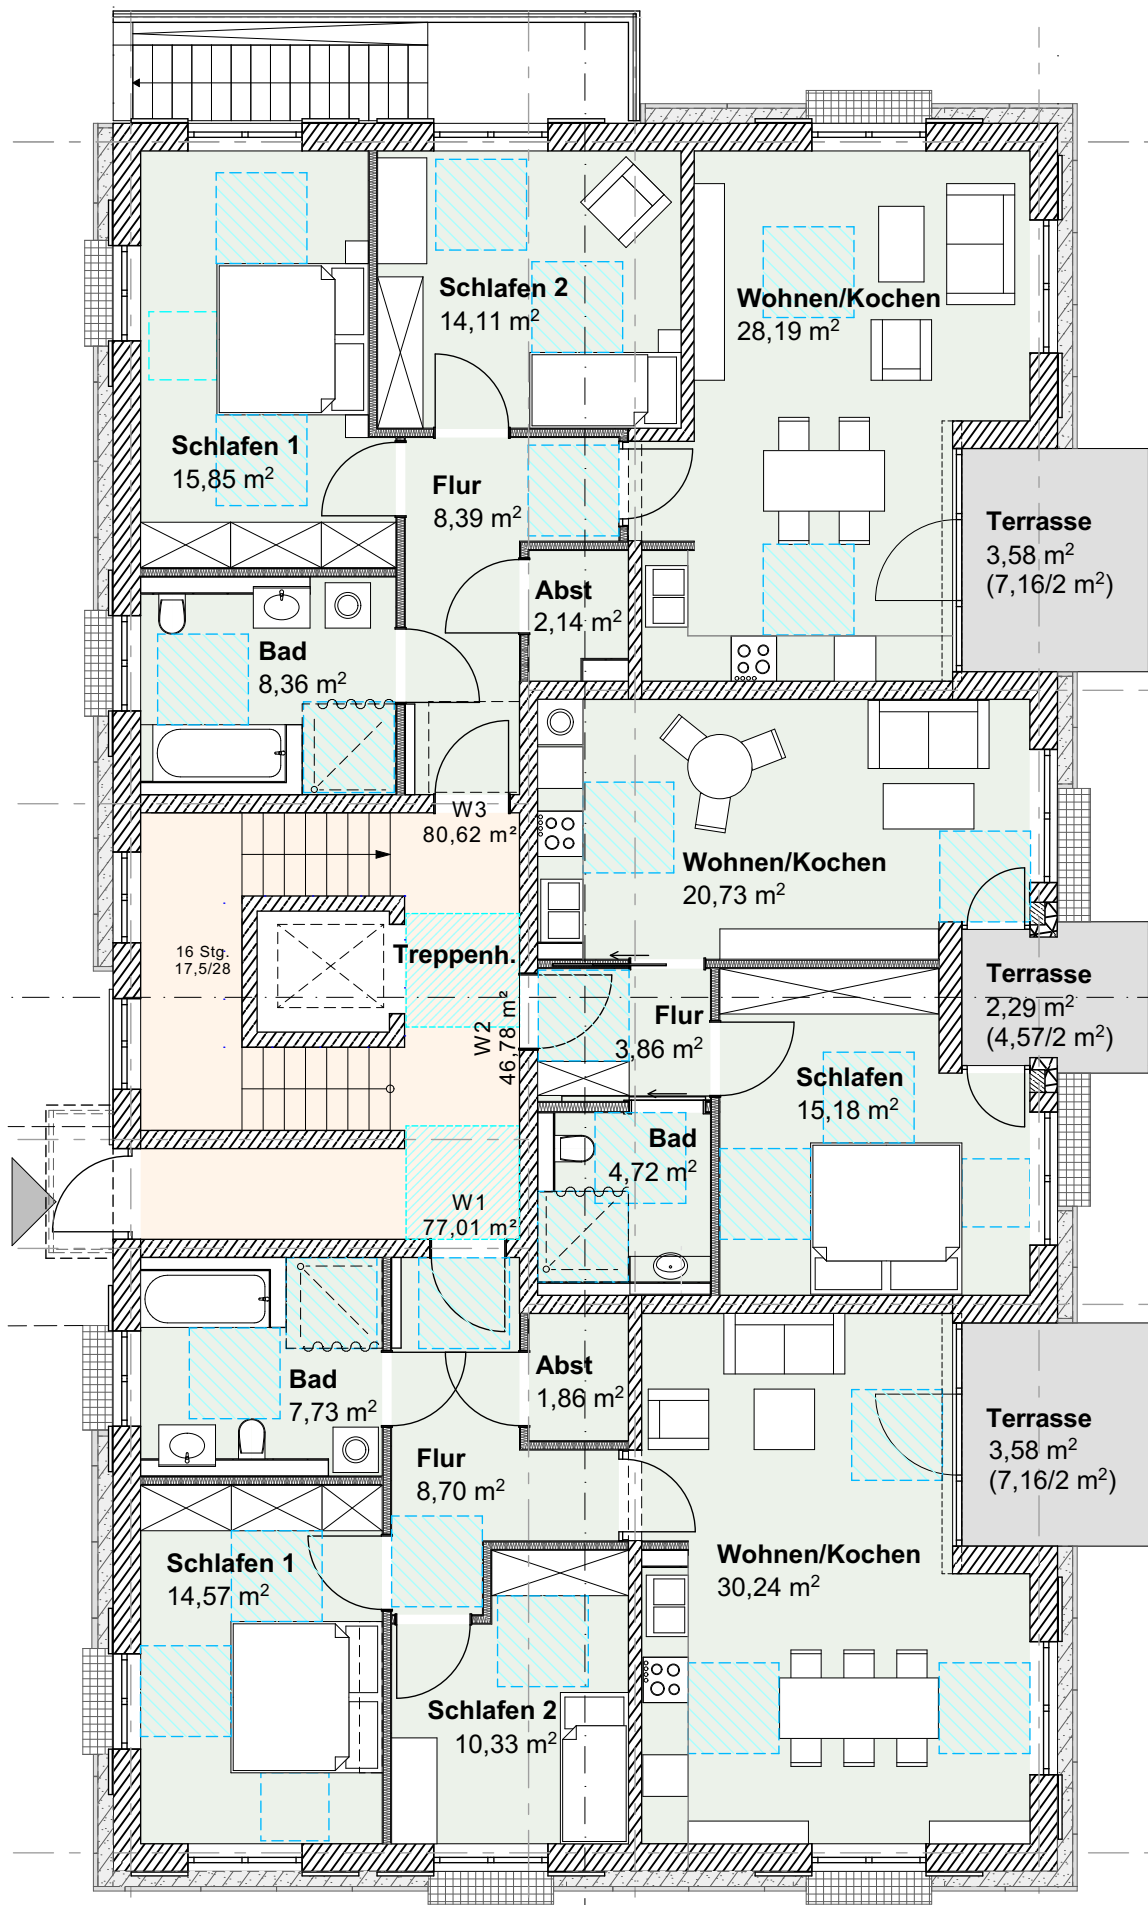 Schlafen 1
15,85 m²
Schlafen 2
14,11 m²
Wohnen/Kochen
28,19 m²
Flur
8,39 m²
Terrasse
3,58 m²
(7,16/2 m²)
Abst
2,14 m²
Bad
8,36 m²
W3
80,62 m²
Wohnen/Kochen
20,73 m²
16 Stg.
17,5/28
Treppenh.
W2
46,78 m²
Flur
3,86 m²
Terrasse
2,29 m²
(4,57/2 m²)
Schlafen
15,18 m²
Bad
4,72 m²
W1
77,01 m²
Bad
7,73 m²
Abst
1,86 m²
Flur
8,70 m²
Terrasse
3,58 m²
(7,16/2 m²)
Schlafen 1
14,57 m²
Wohnen/Kochen
30,24 m²
Schlafen 2
10,33 m²